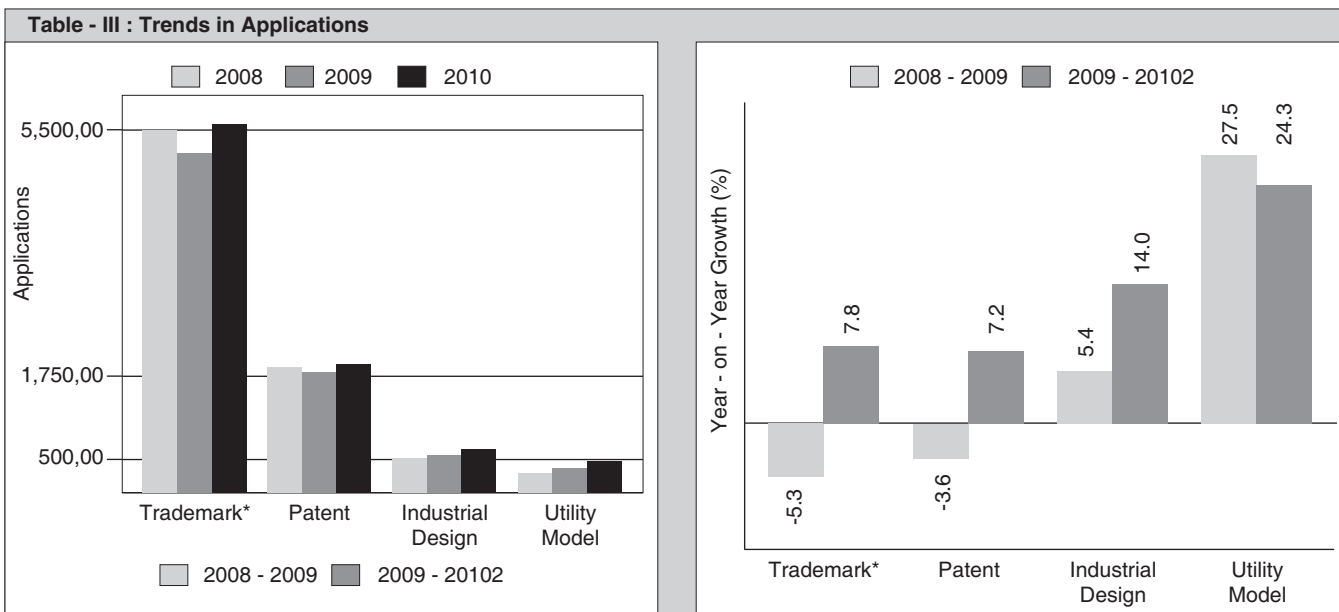 Table - III : Trends in Applications
2008 2009 2010
5,500,00
1,750,00
500,00
Applications
Trademark* Patent Industrial Design Utility Model
2008 - 2009 2009 - 20102
2008 - 2009 2009 - 20102
Year - on - Year Growth (%)
-5.3
7.8
-3.6
7.2
5.4
14.0
27.5
24.3
Trademark* Patent Industrial Design Utility Model